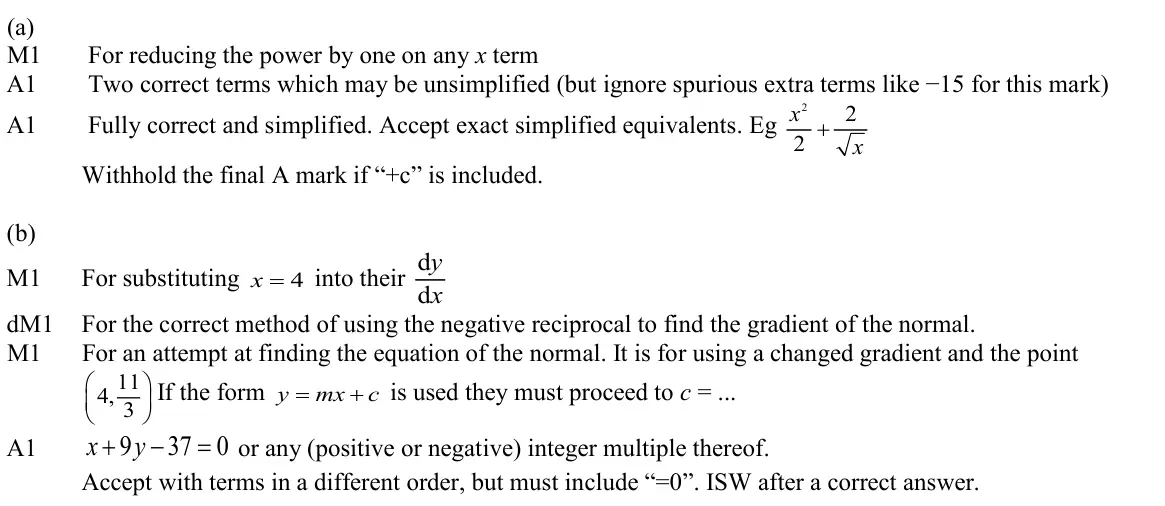 (a)
M1 For reducing the power by one on any x term
A1 Two correct terms which may be unsimplified (but ignore spurious extra terms like −15 for this mark)
A1 Fully correct and simplified. Accept exact simplified equivalents. Eg x²/2 + 2/√x
Withhold the final A mark if “+c” is included.
(b)
M1 For substituting x = 4 into their dy/dx
dM1 For the correct method of using the negative reciprocal to find the gradient of the normal.
M1 For an attempt at finding the equation of the normal. It is for using a changed gradient and the point
(4, 11/3) If the form y = mx + c is used they must proceed to c = ...
A1 x + 9y − 37 = 0 or any (positive or negative) integer multiple thereof.
Accept with terms in a different order, but must include “=0”. ISW after a correct answer.